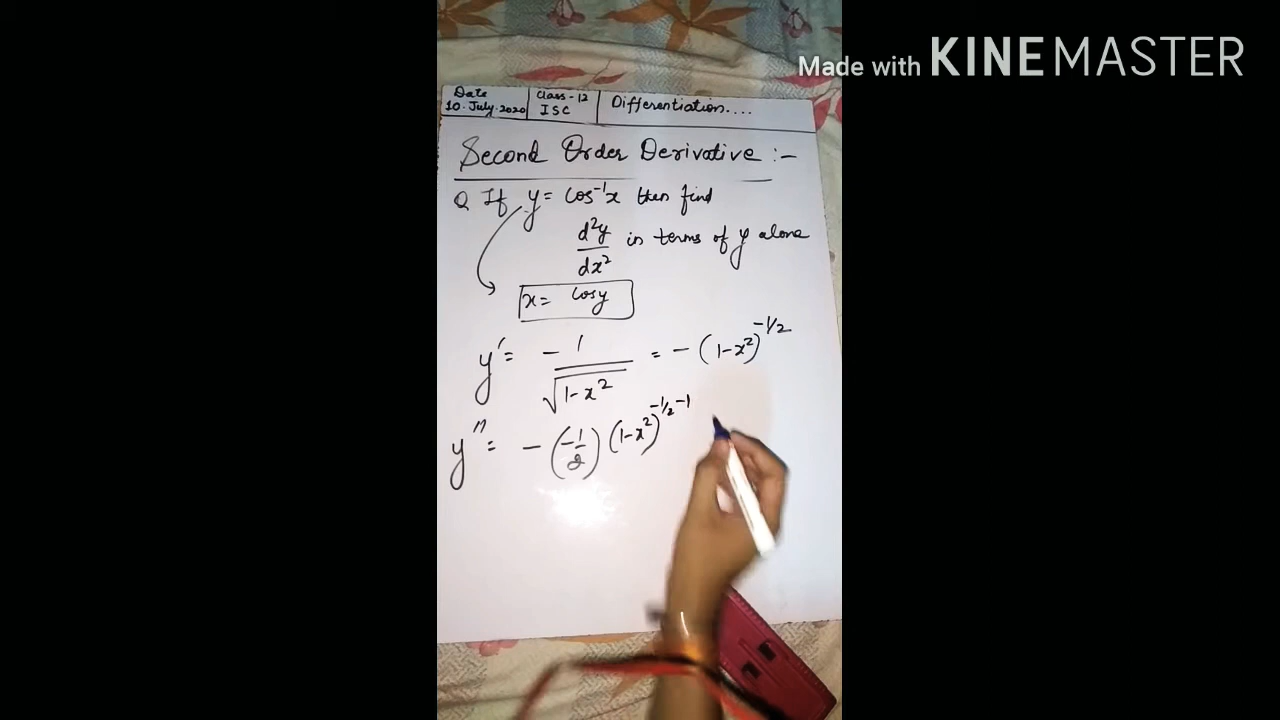 Made with KINEMASTER
Date
10.July.2020
Class-12
ISC
Differentiation....
Second Order Derivative :-
Q If y = cos⁻¹x then find
d²y/dx² in terms of y alone
x = cosy
y' = -1/√(1-x²) = -(1-x²)^(-1/2)
y'' = -(-1/2)(1-x²)^(-1/2-1)